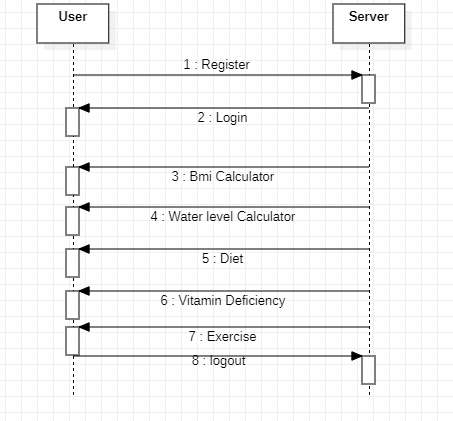 User Server
1 : Register
2 : Login
3 : Bmi Calculator
4 : Water level Calculator
5 : Diet
6 : Vitamin Deficiency
7 : Exercise
8 : logout